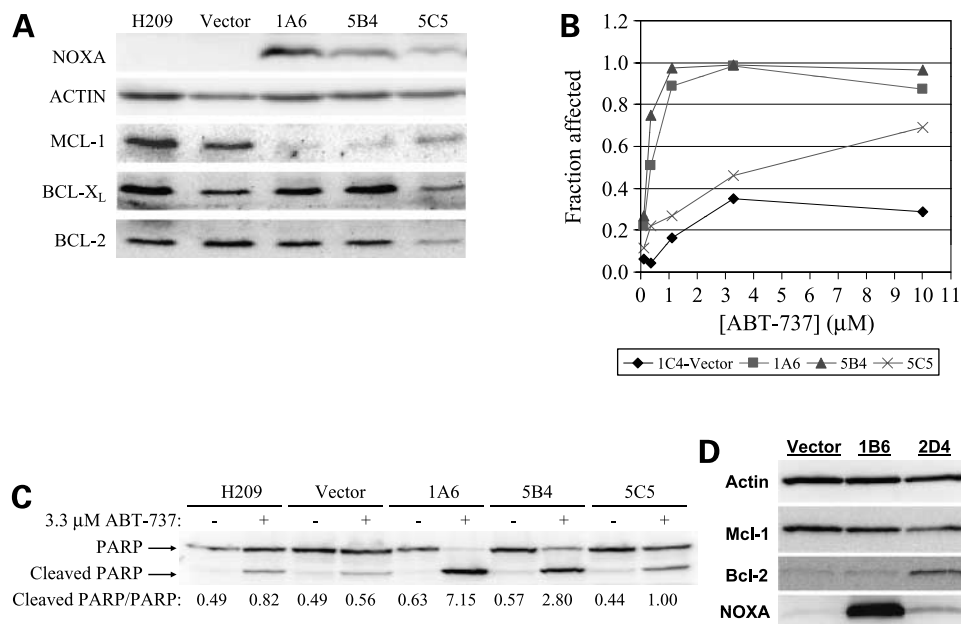 A
H209 Vector 1A6 5B4 5C5
NOXA
ACTIN
MCL-1
BCL-XL
BCL-2
B
Fraction affected
1.0
0.8
0.6
0.4
0.2
0.0
0 1 2 3 4 5 6 7 8 9 10 11
[ABT-737] (μM)
1C4-Vector 1A6 5B4 5C5
C
H209 Vector 1A6 5B4 5C5
3.3 μM ABT-737: - + - + - + - + - +
PARP
Cleaved PARP
Cleaved PARP/PARP: 0.49 0.82 0.49 0.56 0.63 7.15 0.57 2.80 0.44 1.00
D
Vector 1B6 2D4
Actin
Mcl-1
Bcl-2
NOXA